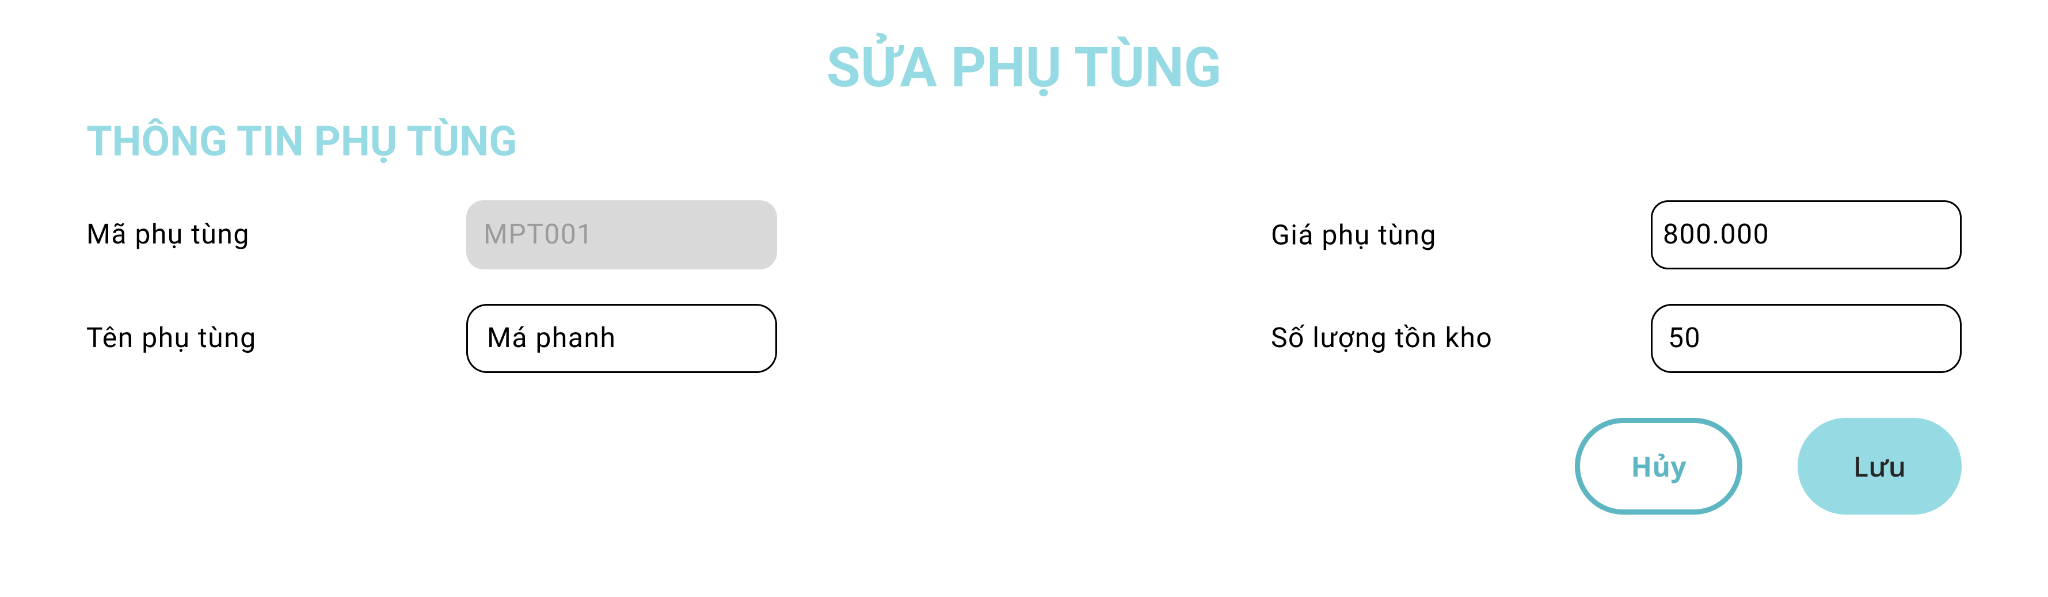 SỬA PHỤ TÙNG
THÔNG TIN PHỤ TÙNG
Mã phụ tùng MPT001 Giá phụ tùng 800.000
Tên phụ tùng Má phanh Số lượng tồn kho 50
Hủy Lưu